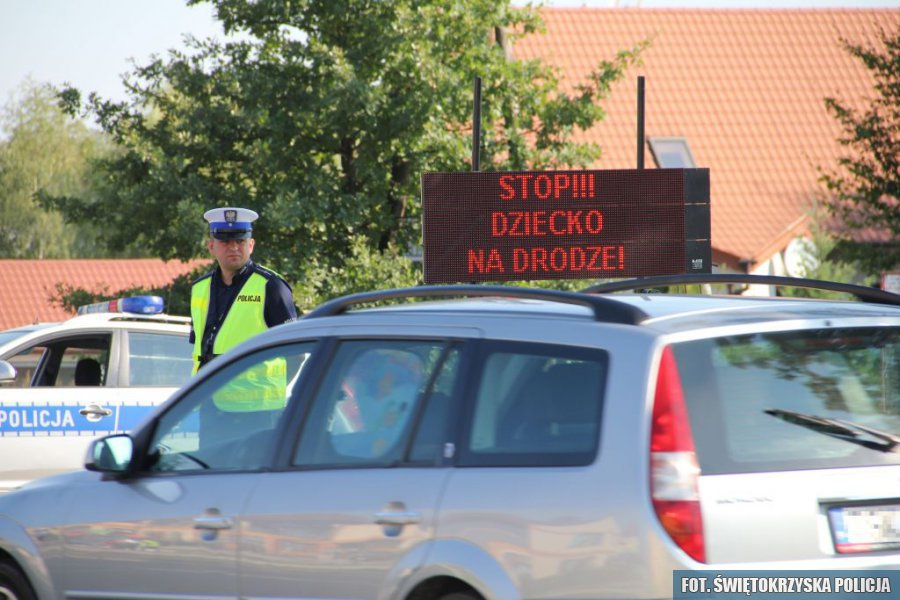 STOP!!!
DZIECKO
NA DRODZE!
POLICJA
POLICJA
FOT. ŚWIĘTOKRZYSKA POLICJA